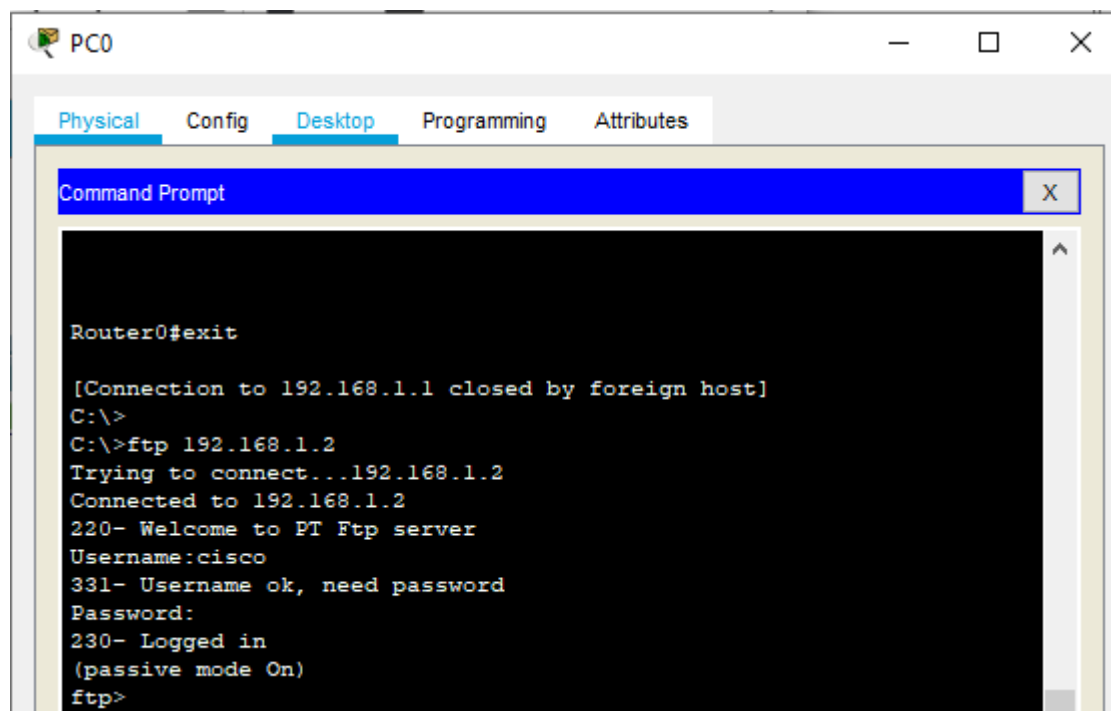 PC0
Physical Config Desktop Programming Attributes
Command Prompt
X
Router0#exit
[Connection to 192.168.1.1 closed by foreign host]
C:\>
C:\>ftp 192.168.1.2
Trying to connect...192.168.1.2
Connected to 192.168.1.2
220- Welcome to PT Ftp server
Username:cisco
331- Username ok, need password
Password:
230- Logged in
(passive mode On)
ftp>